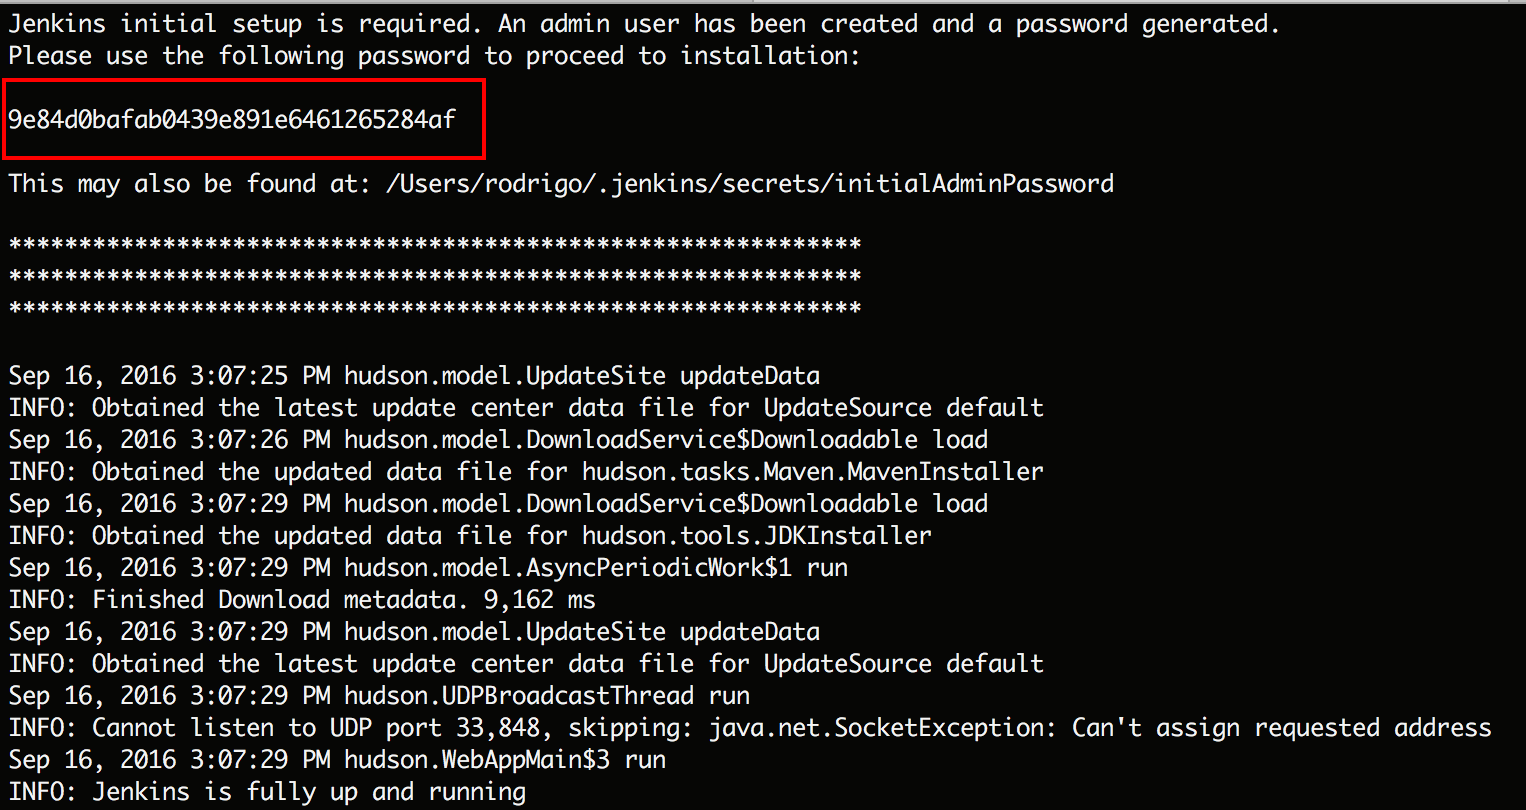 Jenkins initial setup is required. An admin user has been created and a password generated.
Please use the following password to proceed to installation:
9e84d0bafab0439e891e6461265284af
This may also be found at: /Users/rodrigo/.jenkins/secrets/initialAdminPassword
*************************************************************
*************************************************************
*************************************************************
Sep 16, 2016 3:07:25 PM hudson.model.UpdateSite updateData
INFO: Obtained the latest update center data file for UpdateSource default
Sep 16, 2016 3:07:26 PM hudson.model.DownloadService$Downloadable load
INFO: Obtained the updated data file for hudson.tasks.Maven.MavenInstaller
Sep 16, 2016 3:07:29 PM hudson.model.DownloadService$Downloadable load
INFO: Obtained the updated data file for hudson.tools.JDKInstaller
Sep 16, 2016 3:07:29 PM hudson.model.AsyncPeriodicWork$1 run
INFO: Finished Download metadata. 9,162 ms
Sep 16, 2016 3:07:29 PM hudson.model.UpdateSite updateData
INFO: Obtained the latest update center data file for UpdateSource default
Sep 16, 2016 3:07:29 PM hudson.UDPBroadcastThread run
INFO: Cannot listen to UDP port 33,848, skipping: java.net.SocketException: Can't assign requested address
Sep 16, 2016 3:07:29 PM hudson.WebAppMain$3 run
INFO: Jenkins is fully up and running